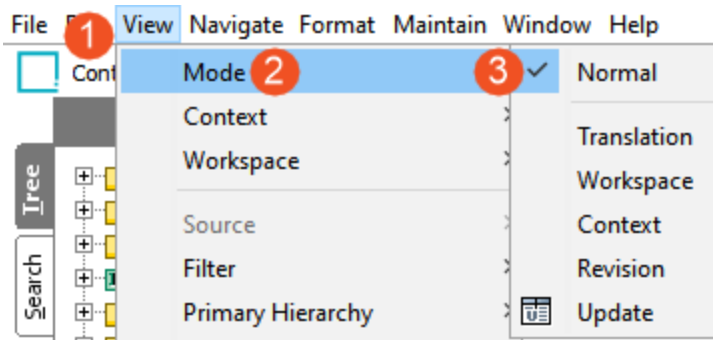 File View Navigate Format Maintain Window Help
1
Cont Mode 2 3 Normal
Context
Translation
Workspace Workspace
Tree
Source Context
Filter Revision
Search
Primary Hierarchy Update